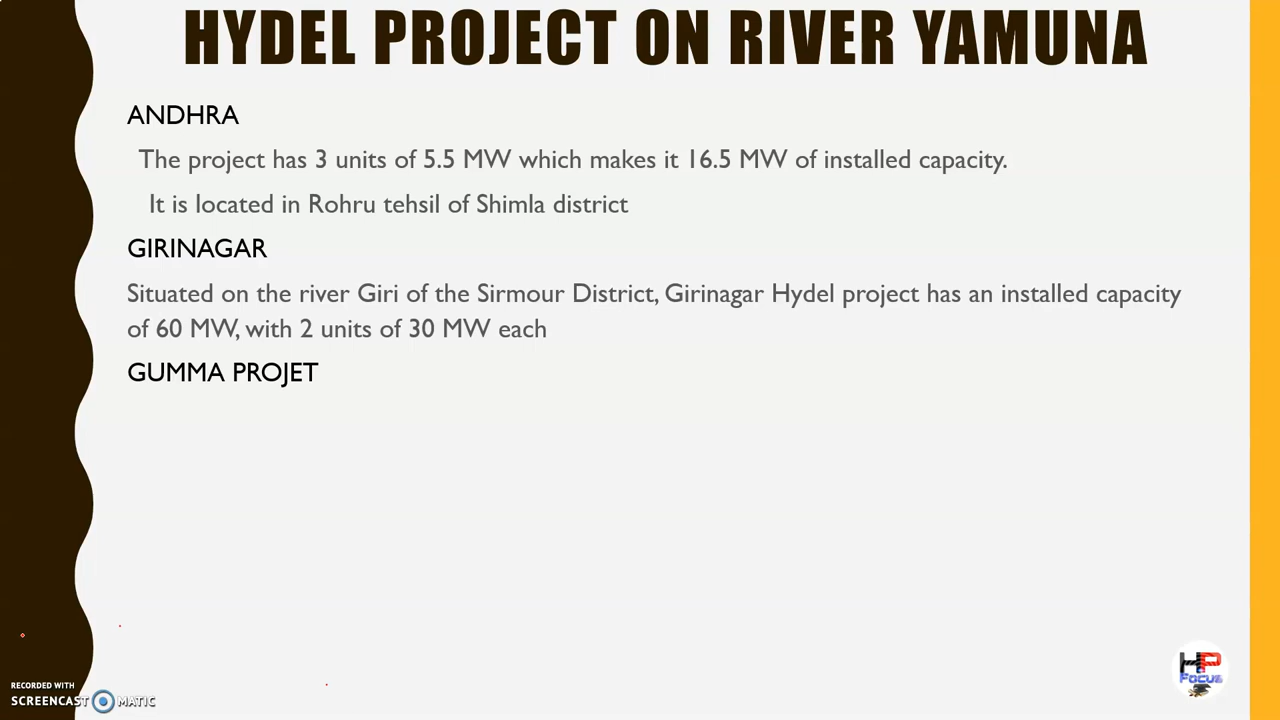 HYDEL PROJECT ON RIVER YAMUNA
ANDHRA
The project has 3 units of 5.5 MW which makes it 16.5 MW of installed capacity.
It is located in Rohru tehsil of Shimla district
GIRINAGAR
Situated on the river Giri of the Sirmour District, Girinagar Hydel project has an installed capacity
of 60 MW, with 2 units of 30 MW each
GUMMA PROJET
HP
Focus
RECORDED WITH
SCREENCAST MATIC